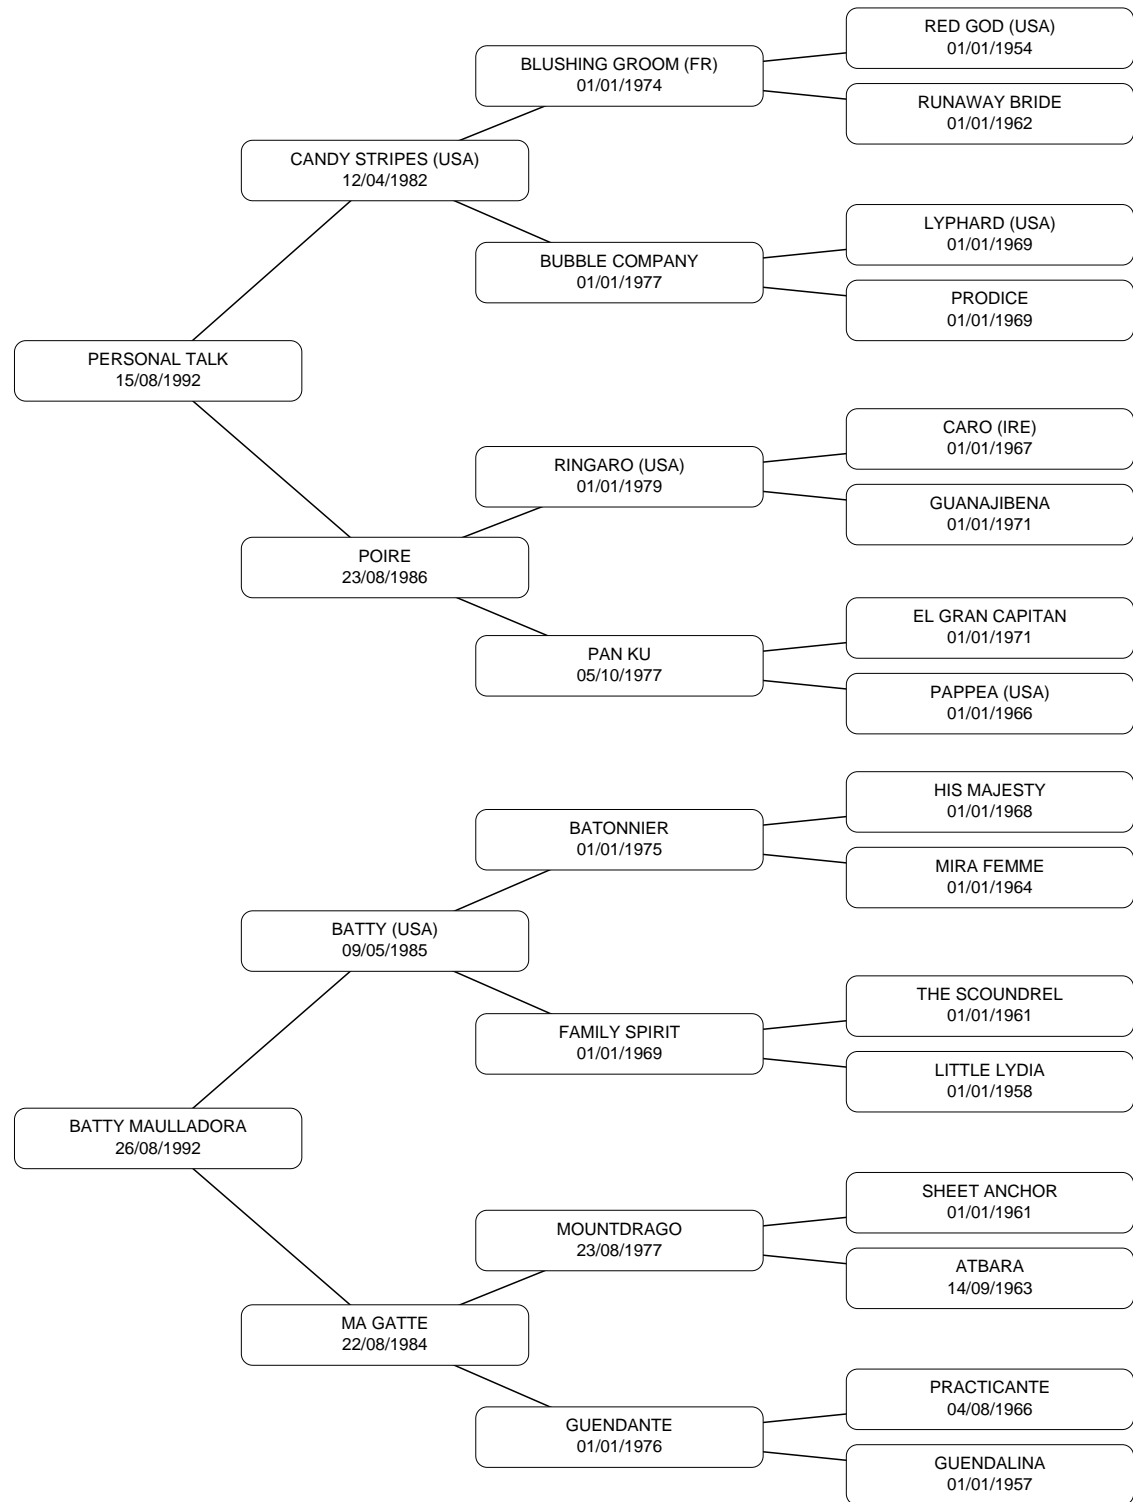 RED GOD (USA)
01/01/1954
BLUSHING GROOM (FR)
01/01/1974
RUNAWAY BRIDE
01/01/1962
CANDY STRIPES (USA)
12/04/1982
LYPHARD (USA)
01/01/1969
BUBBLE COMPANY
01/01/1977
PRODICE
01/01/1969
PERSONAL TALK
15/08/1992
CARO (IRE)
01/01/1967
RINGARO (USA)
01/01/1979
GUANAJIBENA
01/01/1971
POIRE
23/08/1986
EL GRAN CAPITAN
01/01/1971
PAN KU
05/10/1977
PAPPEA (USA)
01/01/1966
HIS MAJESTY
01/01/1968
BATONNIER
01/01/1975
MIRA FEMME
01/01/1964
BATTY (USA)
09/05/1985
THE SCOUNDREL
01/01/1961
FAMILY SPIRIT
01/01/1969
LITTLE LYDIA
01/01/1958
BATTY MAULLADORA
26/08/1992
SHEET ANCHOR
01/01/1961
MOUNTDRAGO
23/08/1977
ATBARA
14/09/1963
MA GATTE
22/08/1984
PRACTICANTE
04/08/1966
GUENDANTE
01/01/1976
GUENDALINA
01/01/1957